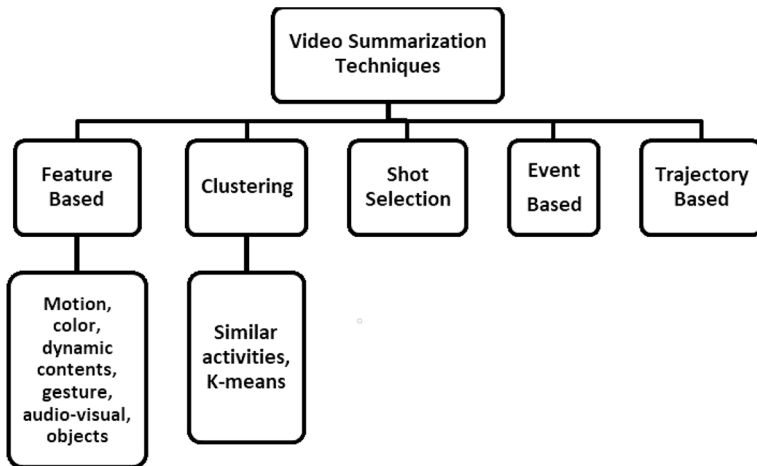 Video Summarization
Techniques
Feature
Based
Clustering
Shot
Selection
Event
Based
Trajectory
Based
Motion,
color,
dynamic
contents,
gesture,
audio-visual,
objects
Similar
activities,
K-means